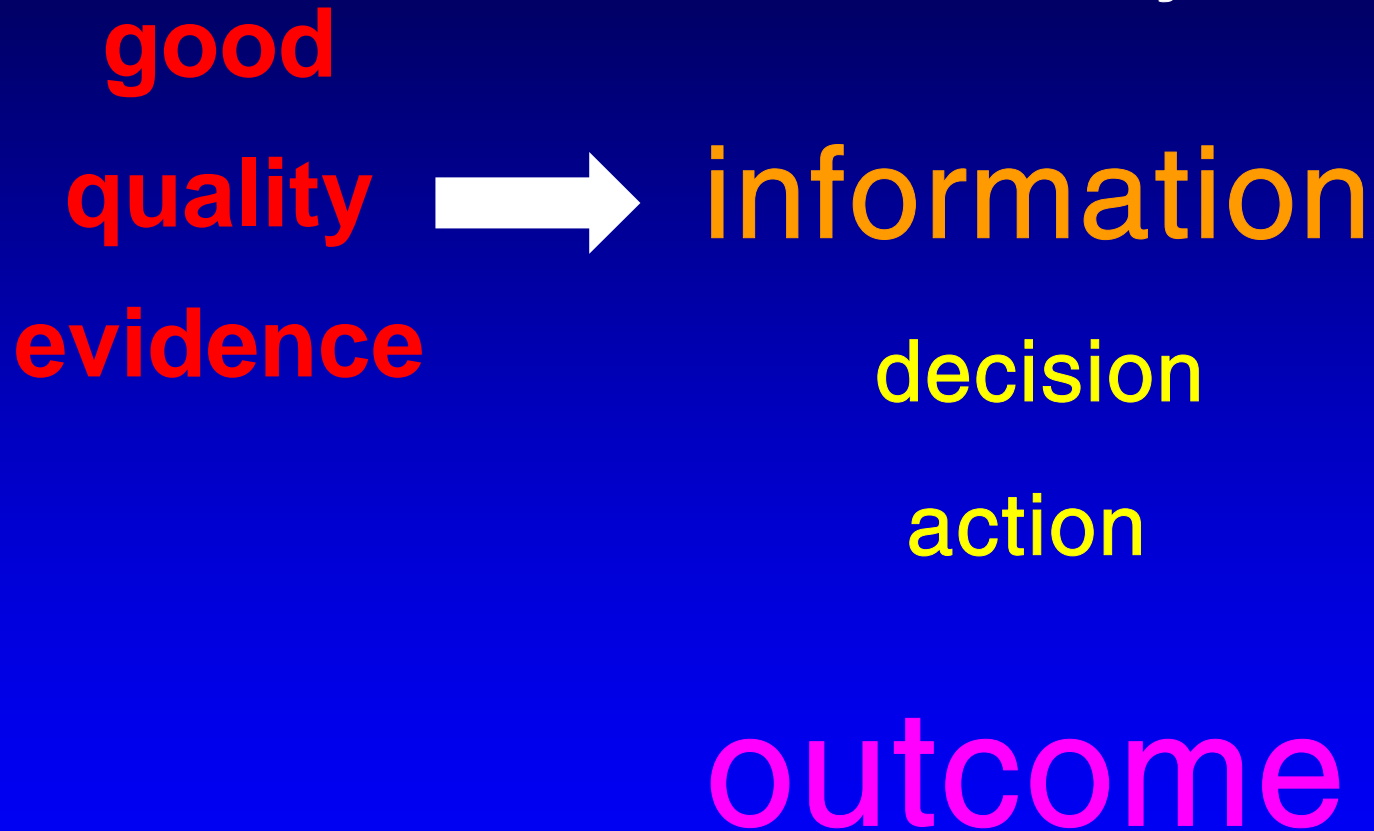 good
quality
evidence
information
decision
action
outcome